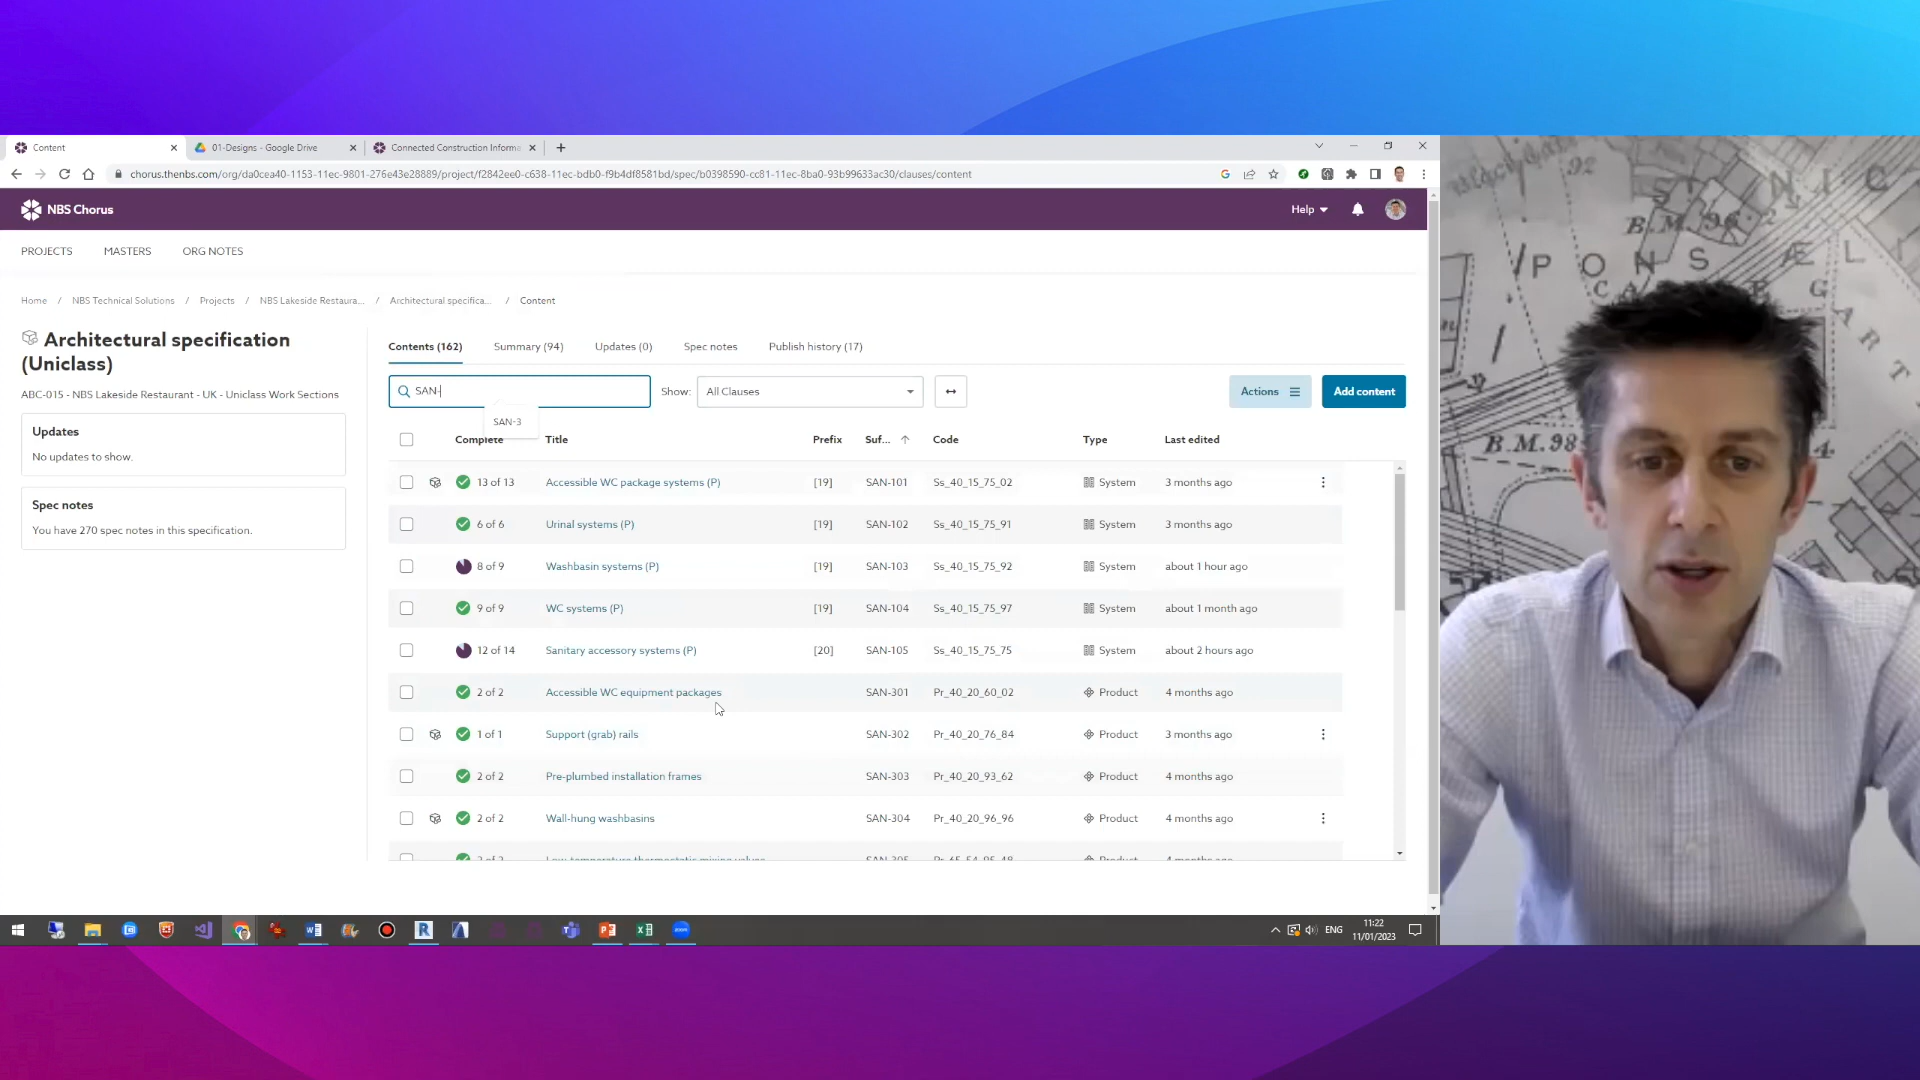 Content
01-Designs - Google Drive
Connected Construction Informa
chorus.thenbs.com/org/da0cea40-1153-11ec-9801-276e43e28889/project/f2842ee0-c638-11ec-bdb0-f9b4df8581bd/spec/b0398590-cc81-11ec-8ba0-93b99633ac30/clauses/content
NBS Chorus
Help
PROJECTS MASTERS ORG NOTES
Home / NBS Technical Solutions / Projects / NBS Lakeside Restaura... / Architectural specifica... / Content
Architectural specification
(Uniclass)
ABC-015 - NBS Lakeside Restaurant - UK - Uniclass Work Sections
Updates
No updates to show.
Spec notes
You have 270 spec notes in this specification.
Contents (162) Summary (94) Updates (0) Spec notes Publish history (17)
SAN- Show: All Clauses Actions Add content
SAN-3
Complete Title Prefix Suf... Code Type Last edited
13 of 13 Accessible WC package systems (P) [19] SAN-101 Ss_40_15_75_02 System 3 months ago
6 of 6 Urinal systems (P) [19] SAN-102 Ss_40_15_75_91 System 3 months ago
8 of 9 Washbasin systems (P) [19] SAN-103 Ss_40_15_75_92 System about 1 hour ago
9 of 9 WC systems (P) [19] SAN-104 Ss_40_15_75_97 System about 1 month ago
12 of 14 Sanitary accessory systems (P) [20] SAN-105 Ss_40_15_75_75 System about 2 hours ago
2 of 2 Accessible WC equipment packages SAN-301 Pr_40_20_60_02 Product 4 months ago
1 of 1 Support (grab) rails SAN-302 Pr_40_20_76_84 Product 3 months ago
2 of 2 Pre-plumbed installation frames SAN-303 Pr_40_20_93_62 Product 4 months ago
2 of 2 Wall-hung washbasins SAN-304 Pr_40_20_96_96 Product 4 months ago
ENG
11:22
11/01/2023
B.M. 98
PONS ÆL